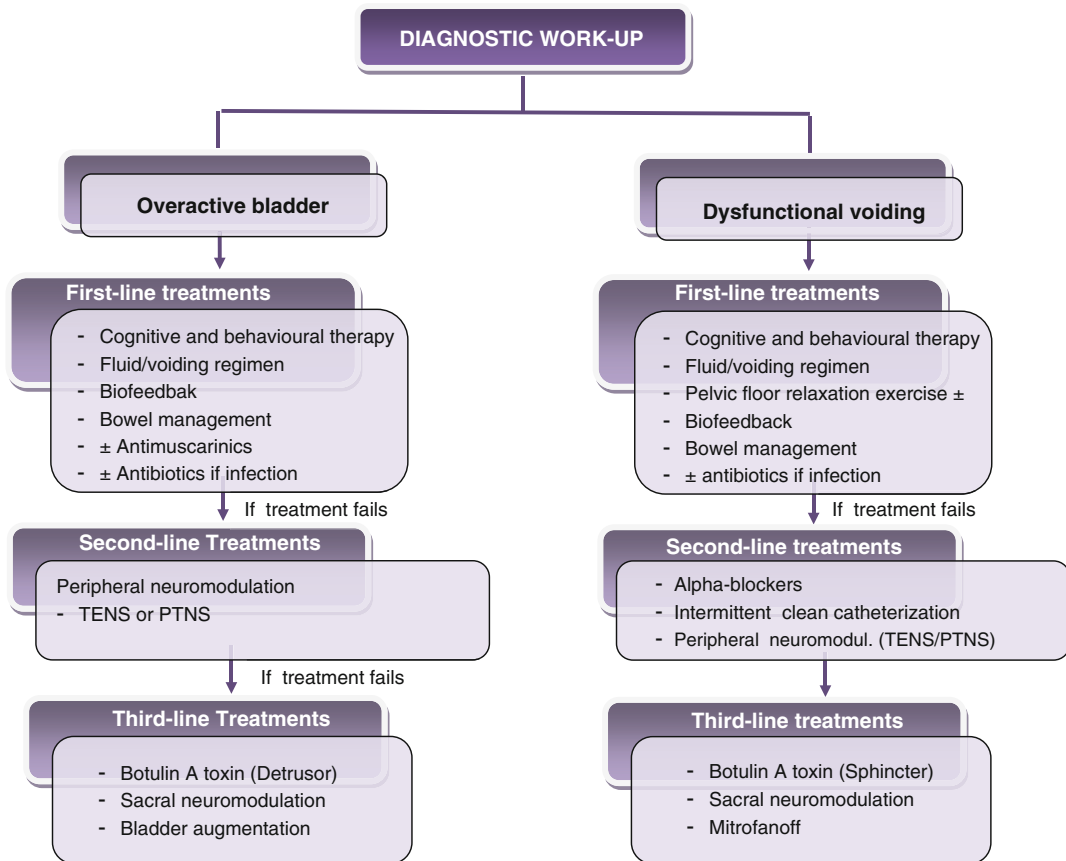 DIAGNOSTIC WORK-UP
Overactive bladder
First-line treatments
- Cognitive and behavioural therapy
- Fluid/voiding regimen
- Biofeedbak
- Bowel management
- ± Antimuscarinics
- ± Antibiotics if infection
If treatment fails
Second-line Treatments
Peripheral neuromodulation
- TENS or PTNS
If treatment fails
Third-line Treatments
- Botulin A toxin (Detrusor)
- Sacral neuromodulation
- Bladder augmentation
Dysfunctional voiding
First-line treatments
- Cognitive and behavioural therapy
- Fluid/voiding regimen
- Pelvic floor relaxation exercise ±
- Biofeedback
- Bowel management
- ± antibiotics if infection
If treatment fails
Second-line treatments
- Alpha-blockers
- Intermittent clean catheterization
- Peripheral neuromodul. (TENS/PTNS)
Third-line treatments
- Botulin A toxin (Sphincter)
- Sacral neuromodulation
- Mitrofanoff